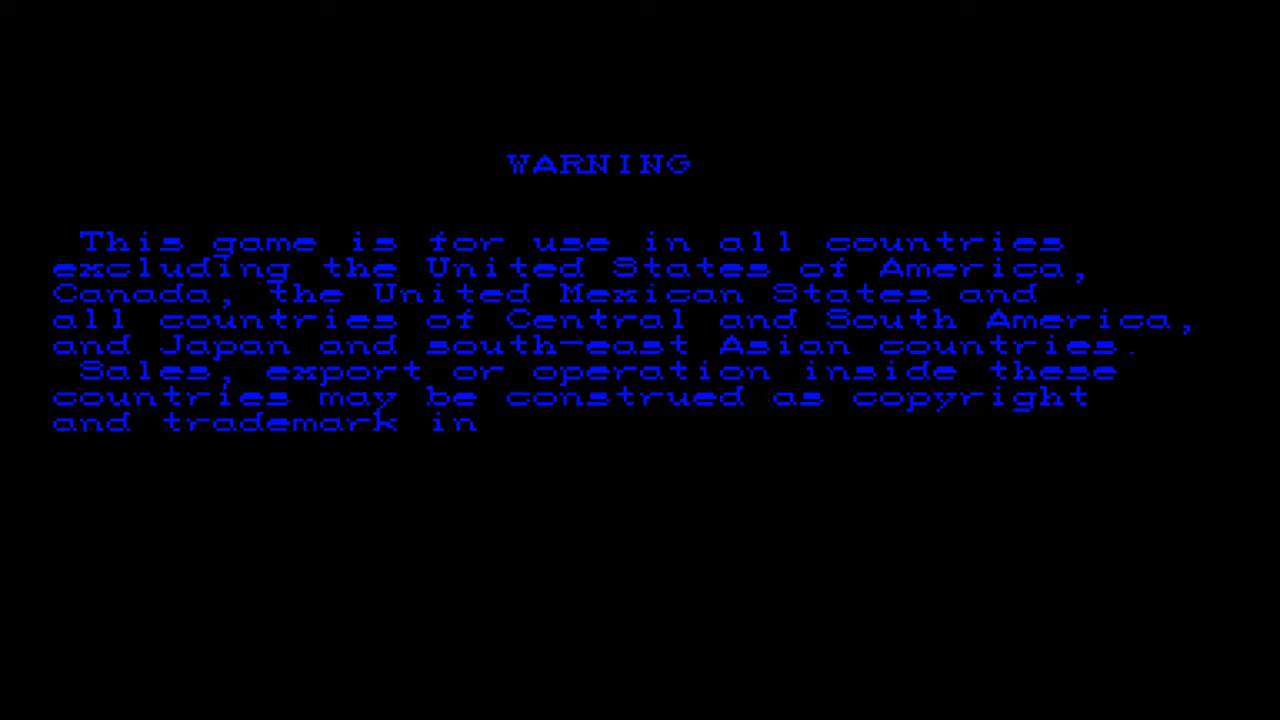 WARNING
This game is for use in all countries
excluding the United States of America,
Canada, the United Mexican States and
all countries of Central and South America,
and Japan and south-east Asian countries.
Sales, export or operation inside these
countries may be construed as copyright
and trademark in